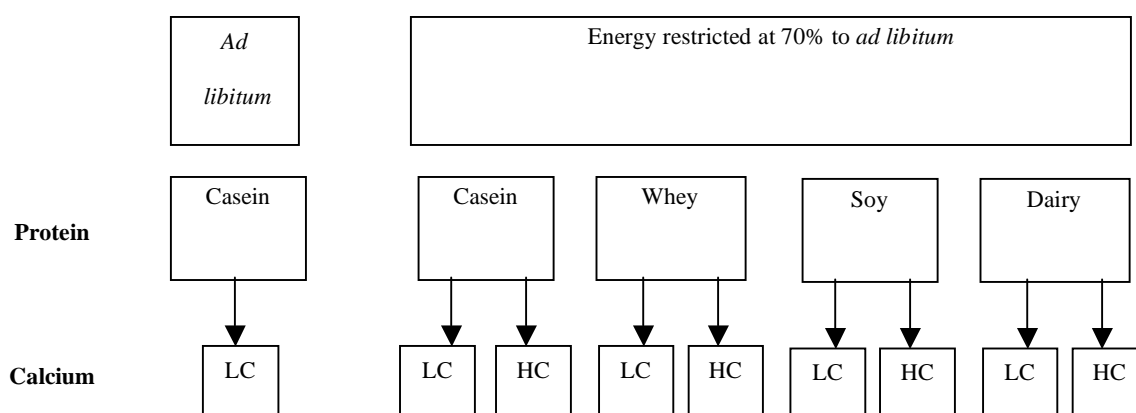 Ad
libitum
Energy restricted at 70% to ad libitum
Protein
Casein
Casein
Whey
Soy
Dairy
Calcium
LC
LC
HC
LC
HC
LC
HC
LC
HC